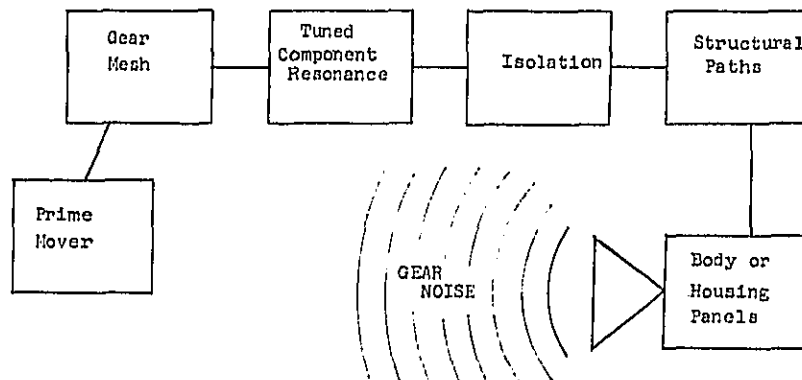 Gear
Mesh
Tuned
Component
Resonance
Isolation
Structural
Paths
Prime
Mover
GEAR
NOISE
Body or
Housing
Panels